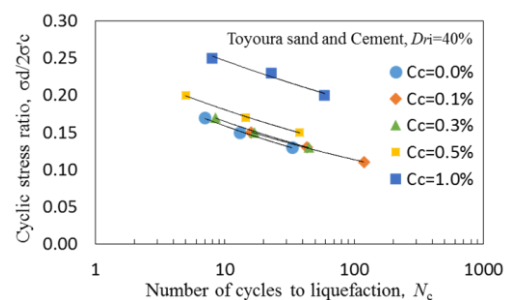 Toyoura sand and Cement, Dri=40%
Cyclic stress ratio, σd/2σ'c
0.30
0.25
0.20
0.15
0.10
0.05
0.00
Cc=0.0%
Cc=0.1%
Cc=0.3%
Cc=0.5%
Cc=1.0%
1 10 100 1000
Number of cycles to liquefaction, Nc